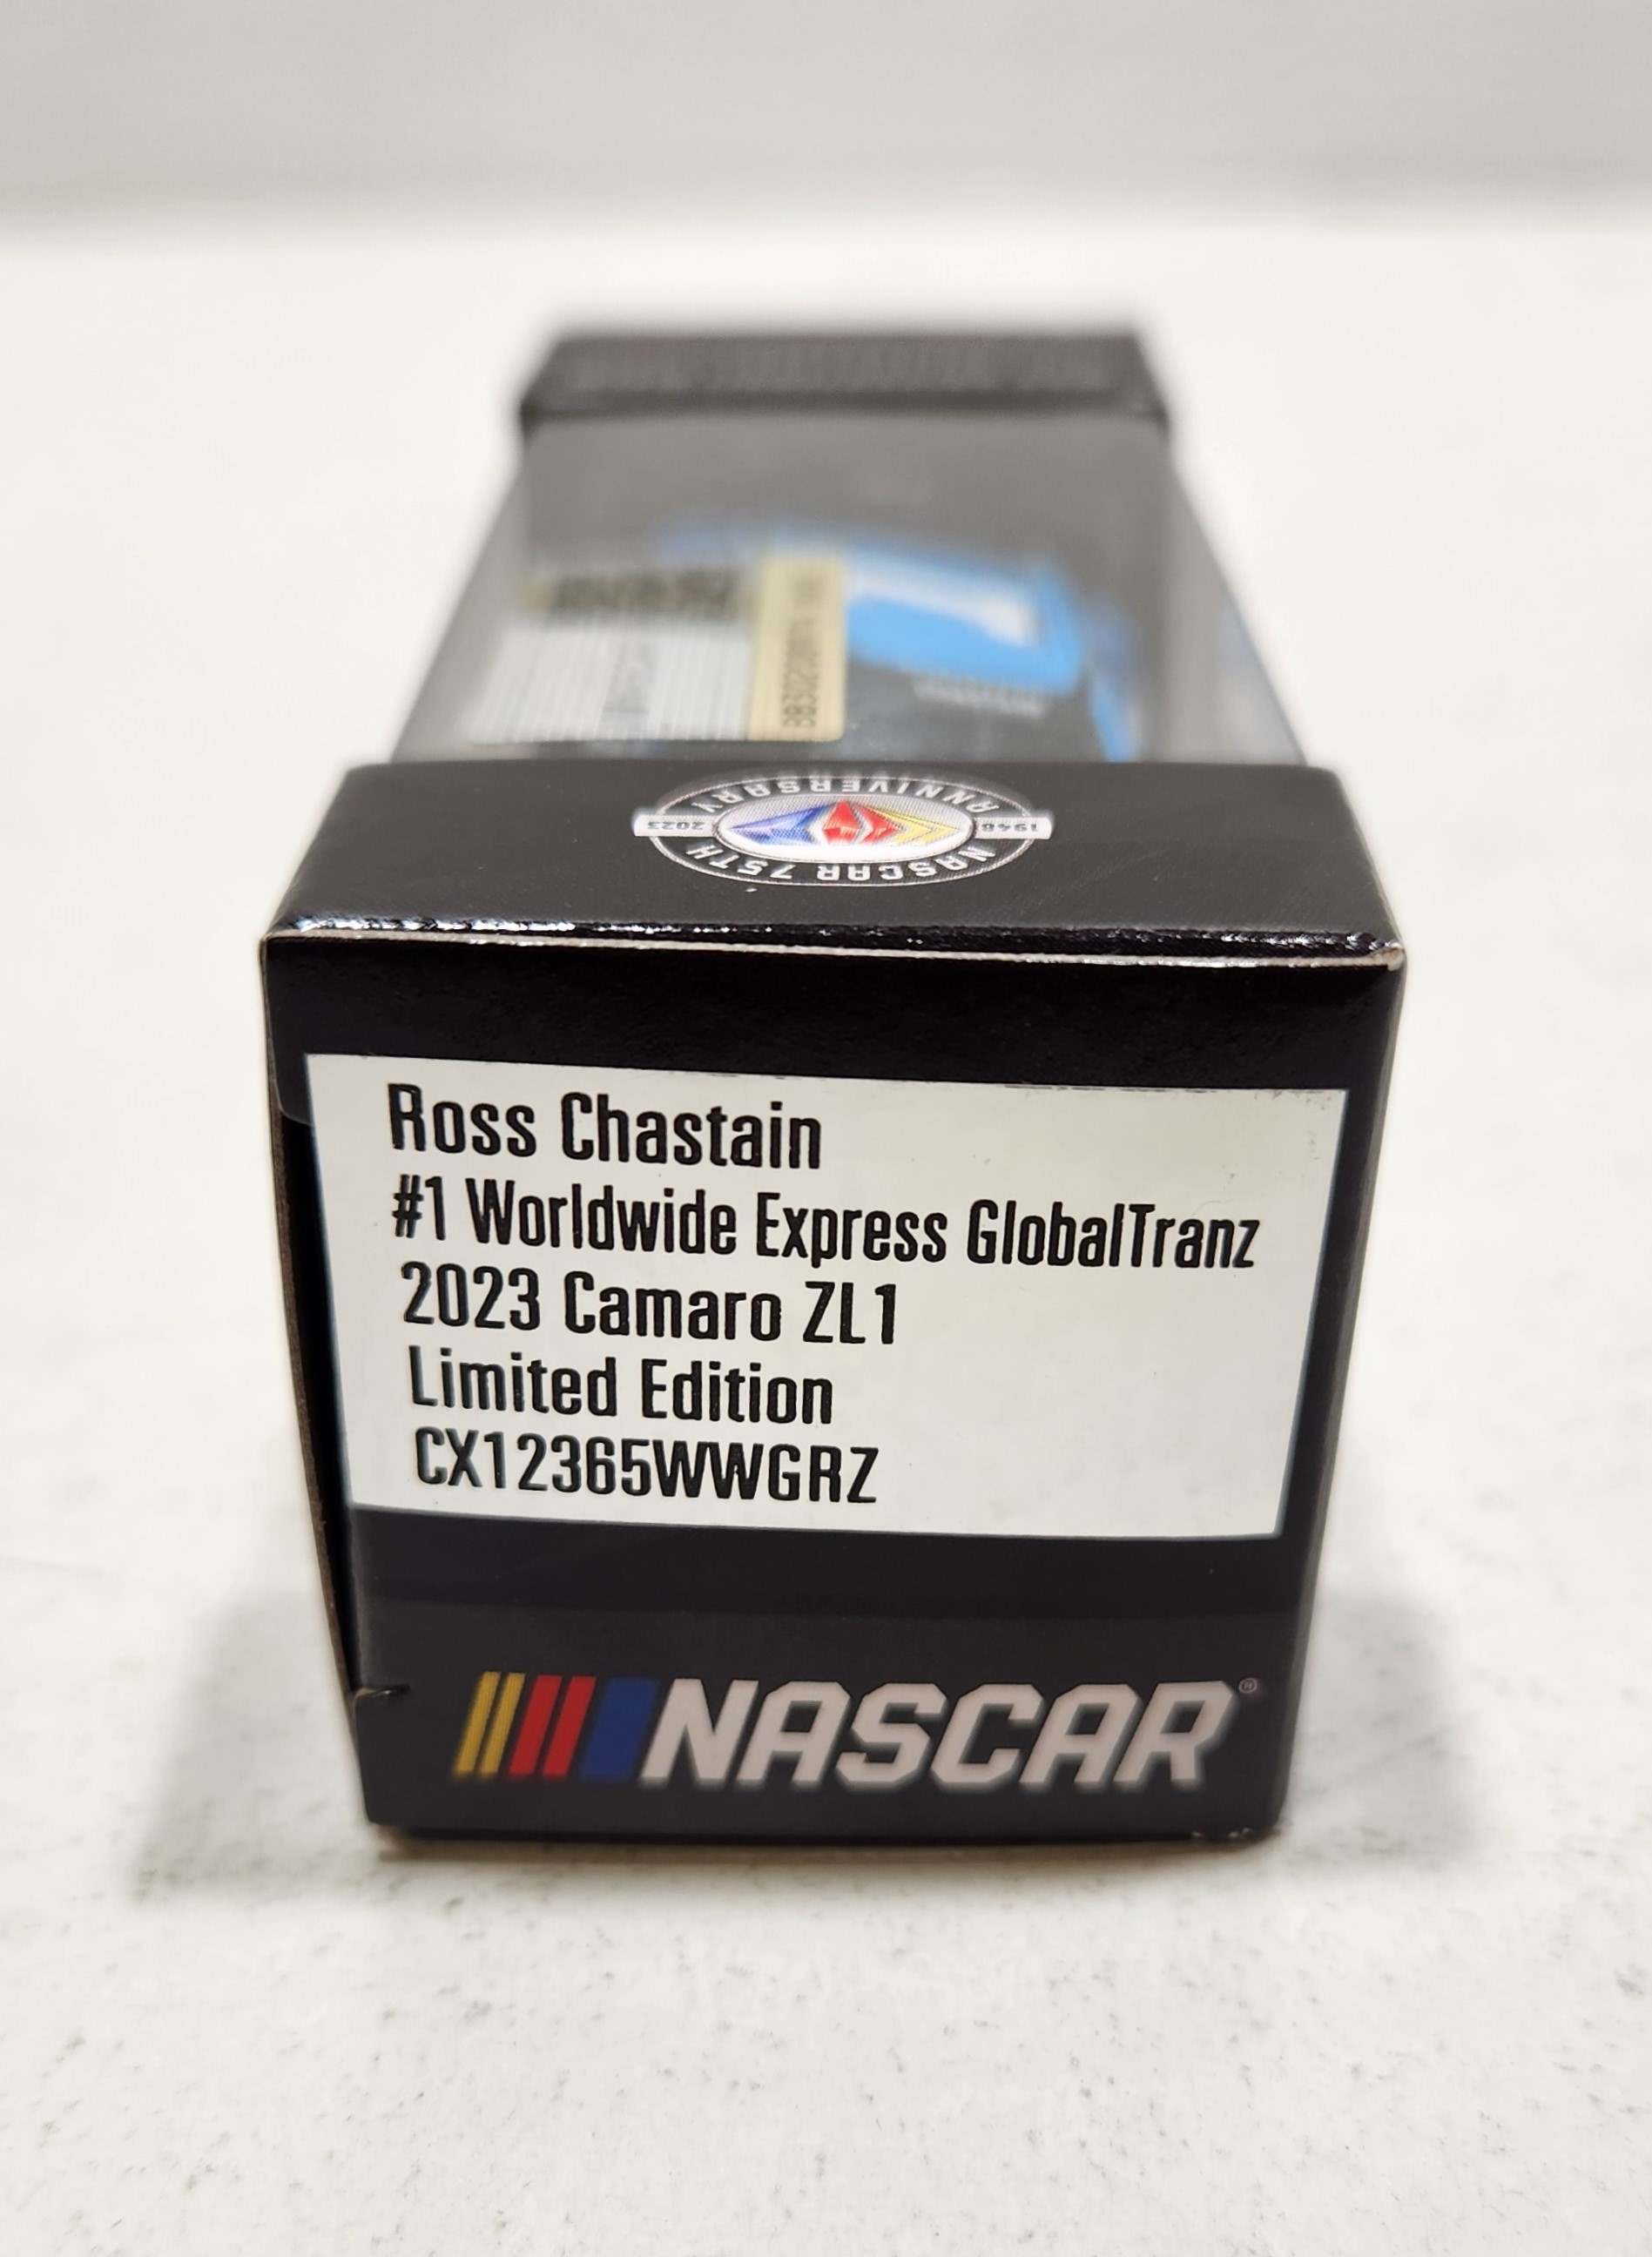 NASCAR 75TH
ANNIVERSARY
1948 2023
Ross Chastain
#1 Worldwide Express GlobalTranz
2023 Camaro ZL1
Limited Edition
CX12365WWGRZ
NASCAR®